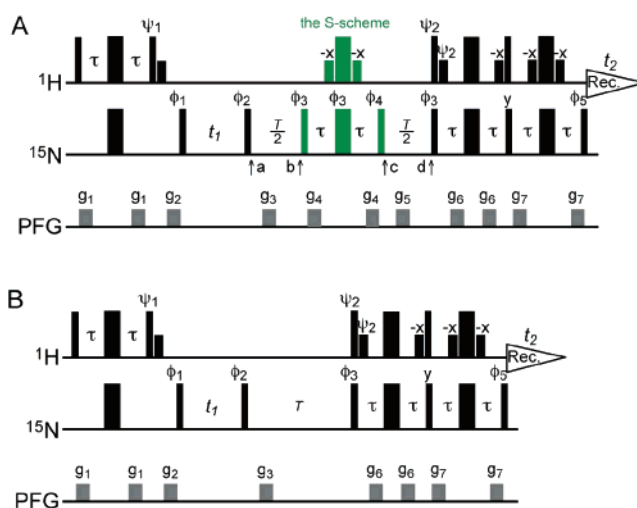 A
the S-scheme
ψ1 -x -x ψ2 ψ2 -x -x -x t2
τ τ
1H Rec.
ϕ1 ϕ2 ϕ3 ϕ3 ϕ4 ϕ3 y ϕ5
t1 T/2 τ τ T/2 τ τ τ τ
15N
↑a b↑ ↑c d↑
g1 g1 g2 g3 g4 g4 g5 g6 g6 g7 g7
PFG
B
ψ1 ψ2 ψ2 -x -x -x t2
τ τ
1H Rec.
ϕ1 ϕ2 ϕ3 y ϕ5
t1 T τ τ τ τ
15N
g1 g1 g2 g3 g6 g6 g7 g7
PFG